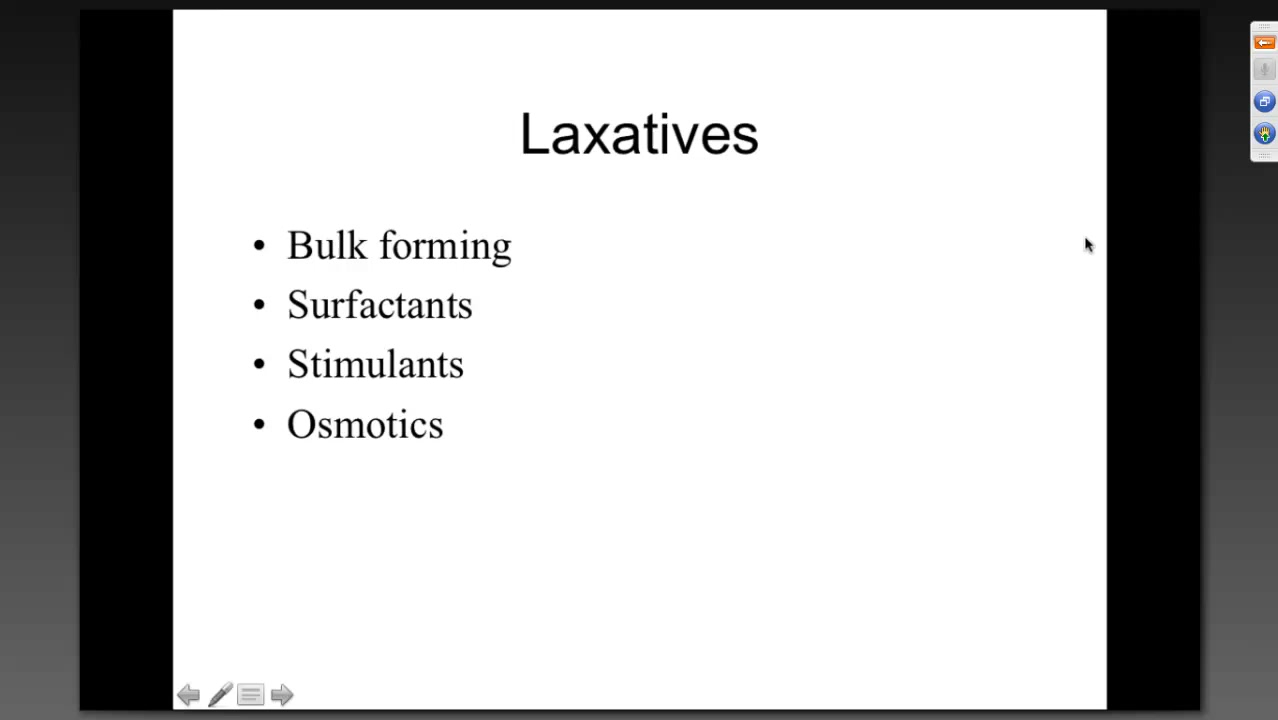 Laxatives
• Bulk forming
• Surfactants
• Stimulants
• Osmotics